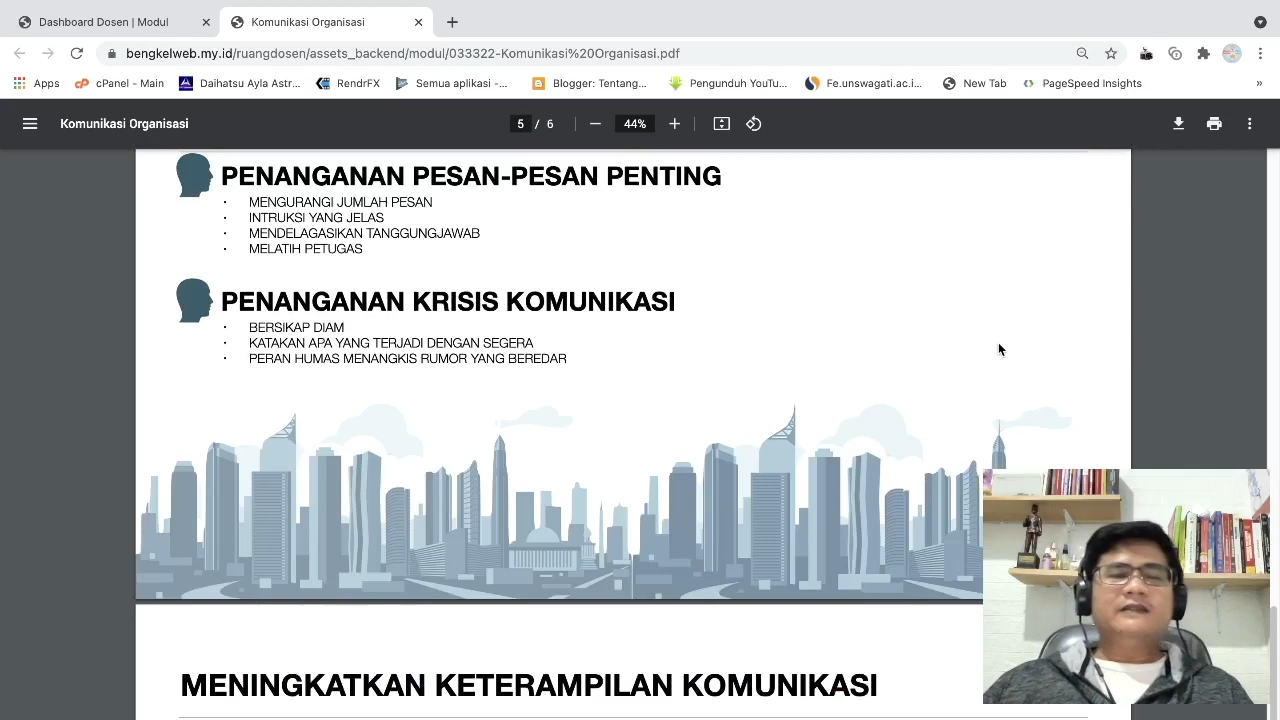 Dashboard Dosen | Modul
Komunikasi Organisasi
bengkelweb.my.id/ruangdosen/assets_backend/modul/033322-Komunikasi%20Organisasi.pdf
Apps
cPanel - Main
Daihatsu Ayla Astr...
RendrFX
Semua aplikasi -...
Blogger: Tentang...
Pengunduh YouTu...
Fe.unswagati.ac.i...
New Tab
PageSpeed Insights
»
Komunikasi Organisasi
5 / 6
44%
PENANGANAN PESAN-PESAN PENTING
· MENGURANGI JUMLAH PESAN
· INTRUKSI YANG JELAS
· MENDELAGASIKAN TANGGUNGJAWAB
· MELATIH PETUGAS
PENANGANAN KRISIS KOMUNIKASI
· BERSIKAP DIAM
· KATAKAN APA YANG TERJADI DENGAN SEGERA
· PERAN HUMAS MENANGKIS RUMOR YANG BEREDAR
MENINGKATKAN KETERAMPILAN KOMUNIKASI